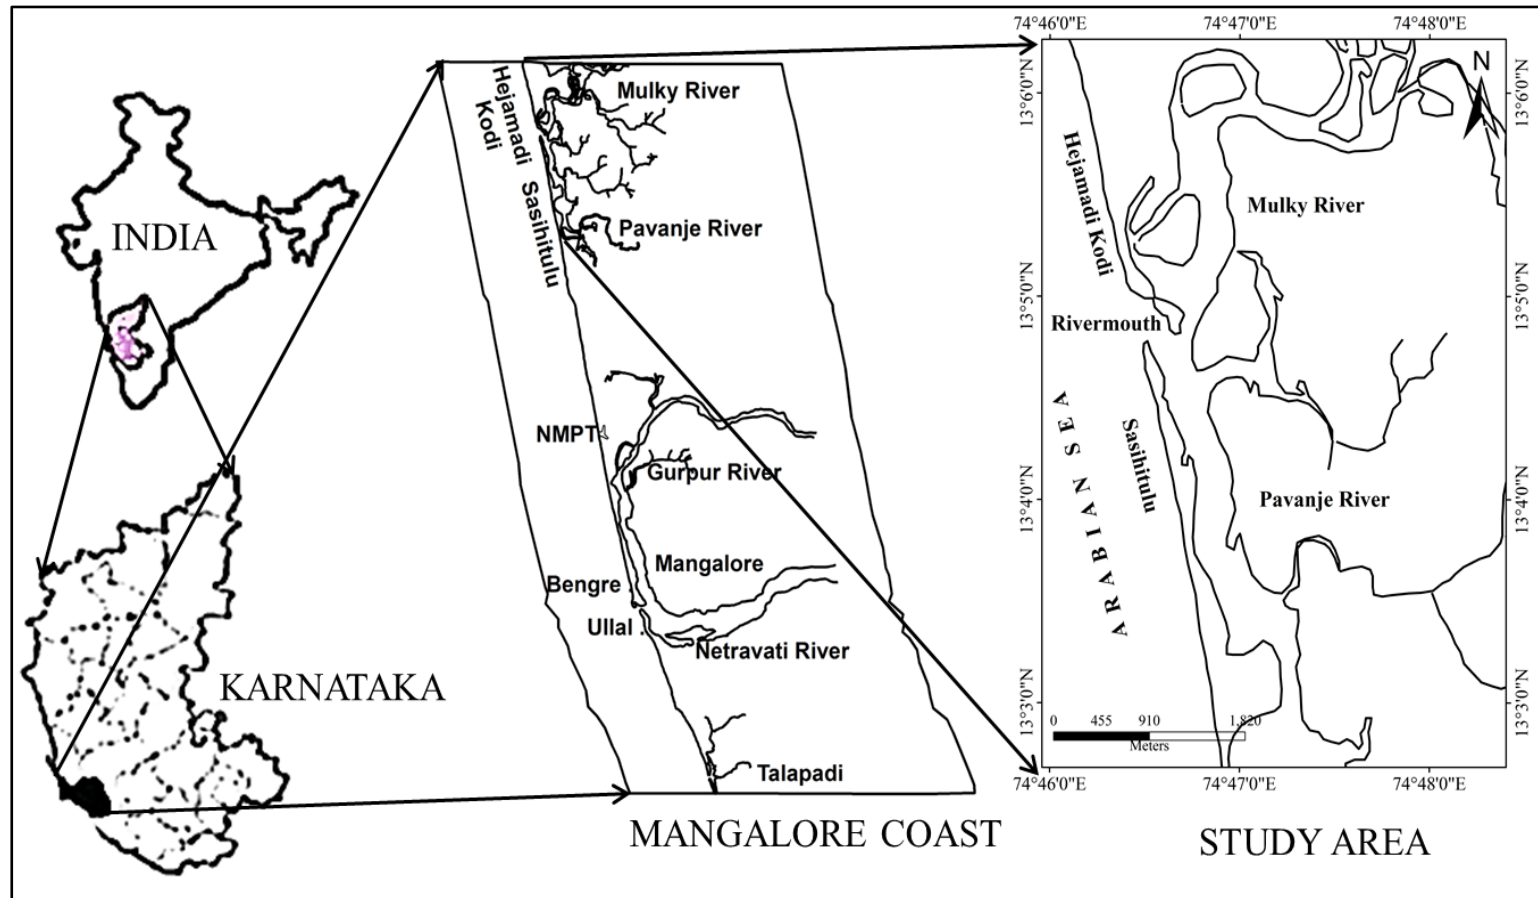 INDIA
KARNATAKA
Hejamadi
Kodi
Sasihitulu
Mulky River
Pavanje River
NMPT
Gurpur River
Mangalore
Bengre
Ullal .
Netravati River
Talapadi
MANGALORE COAST
74°46'0"E
74°47'0"E
74°48'0"E
13°6'0"N
13°5'0"N
13°4'0"N
13°3'0"N
N
Hejamadi Kodi
Mulky River
Rivermouth
ARABIAN SEA
Sasihitulu
Pavanje River
0 455 910 1,820
Meters
13°6'0"N
13°5'0"N
13°4'0"N
13°3'0"N
74°46'0"E
74°47'0"E
74°48'0"E
STUDY AREA